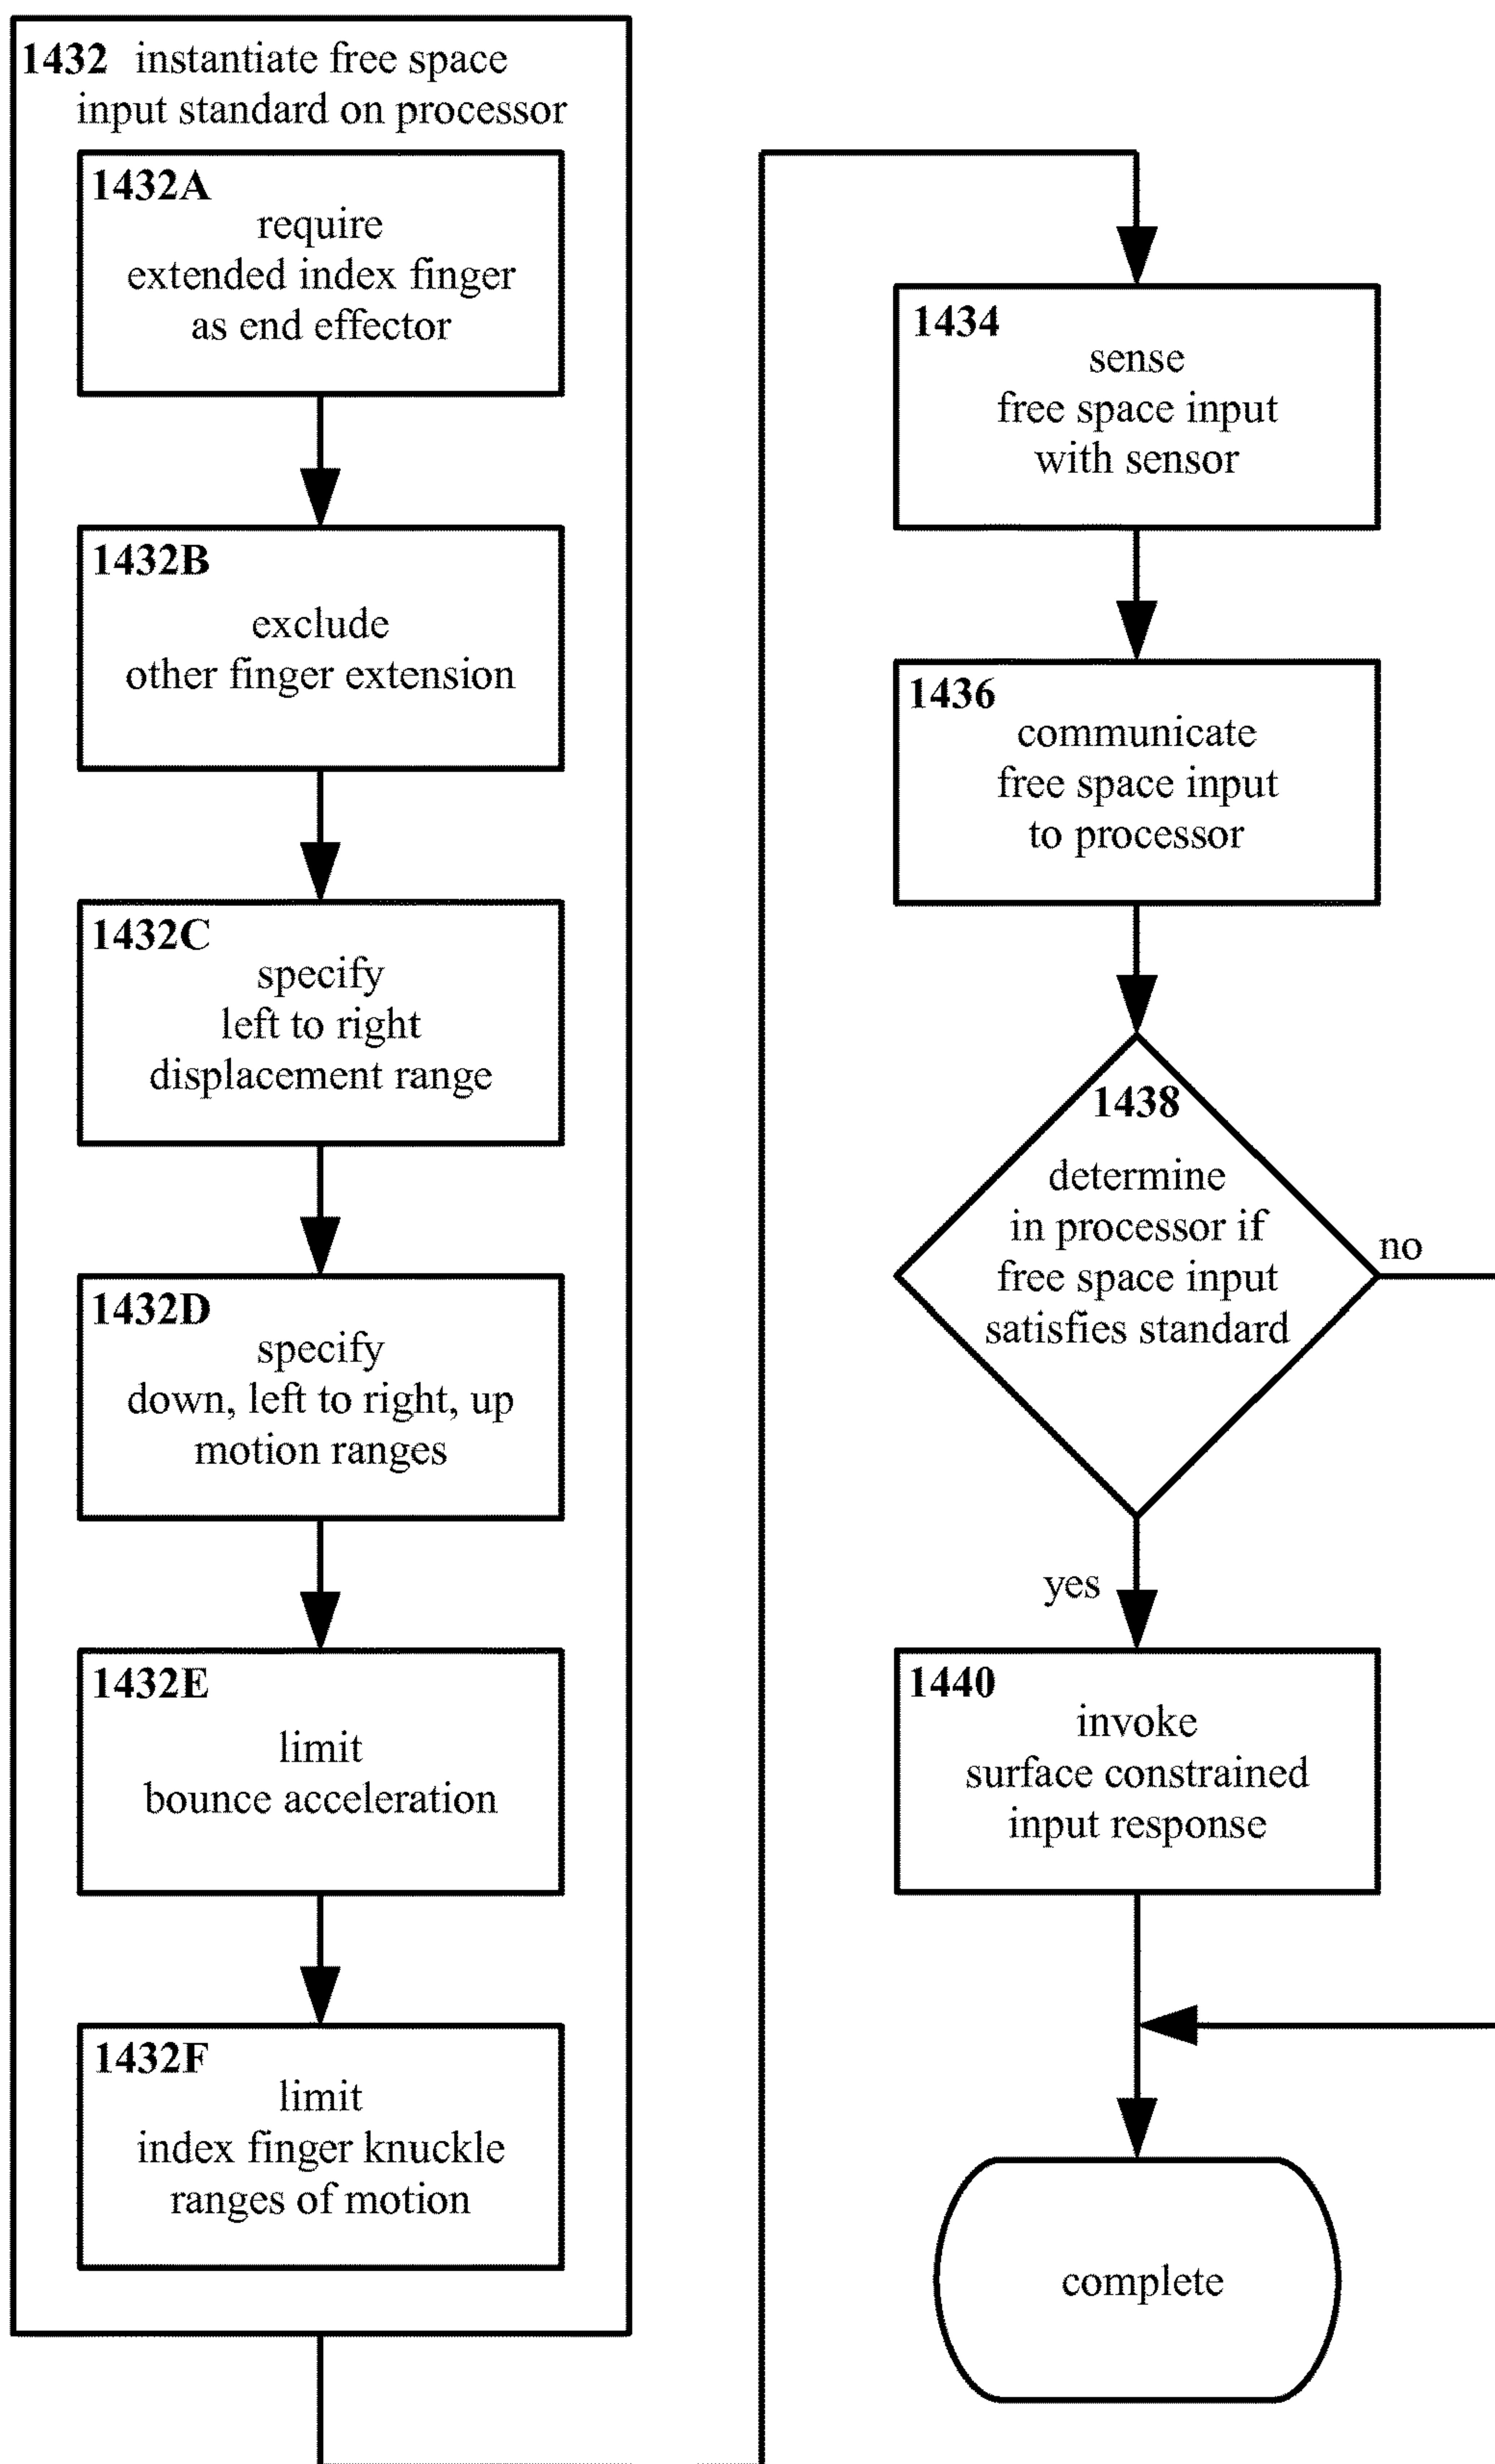 1432 instantiate free space
input standard on processor
1432A
require
extended index finger
as end effector
1432B
exclude
other finger extension
1432C
specify
left to right
displacement range
1432D
specify
down, left to right, up
motion ranges
1432E
limit
bounce acceleration
1432F
limit
index finger knuckle
ranges of motion
1434
sense
free space input
with sensor
1436
communicate
free space input
to processor
1438
determine
in processor if
free space input
satisfies standard
no
yes
1440
invoke
surface constrained
input response
complete